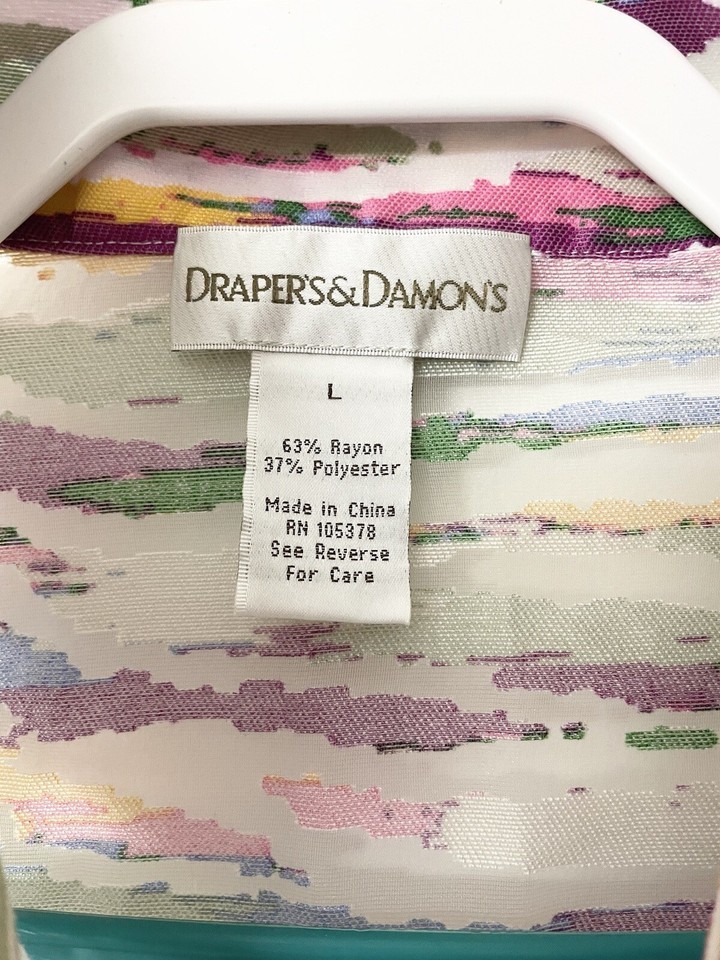 DRAPER'S & DAMON'S
L
63% Rayon
37% Polyester
Made in China
RN 105378
See Reverse
For Care